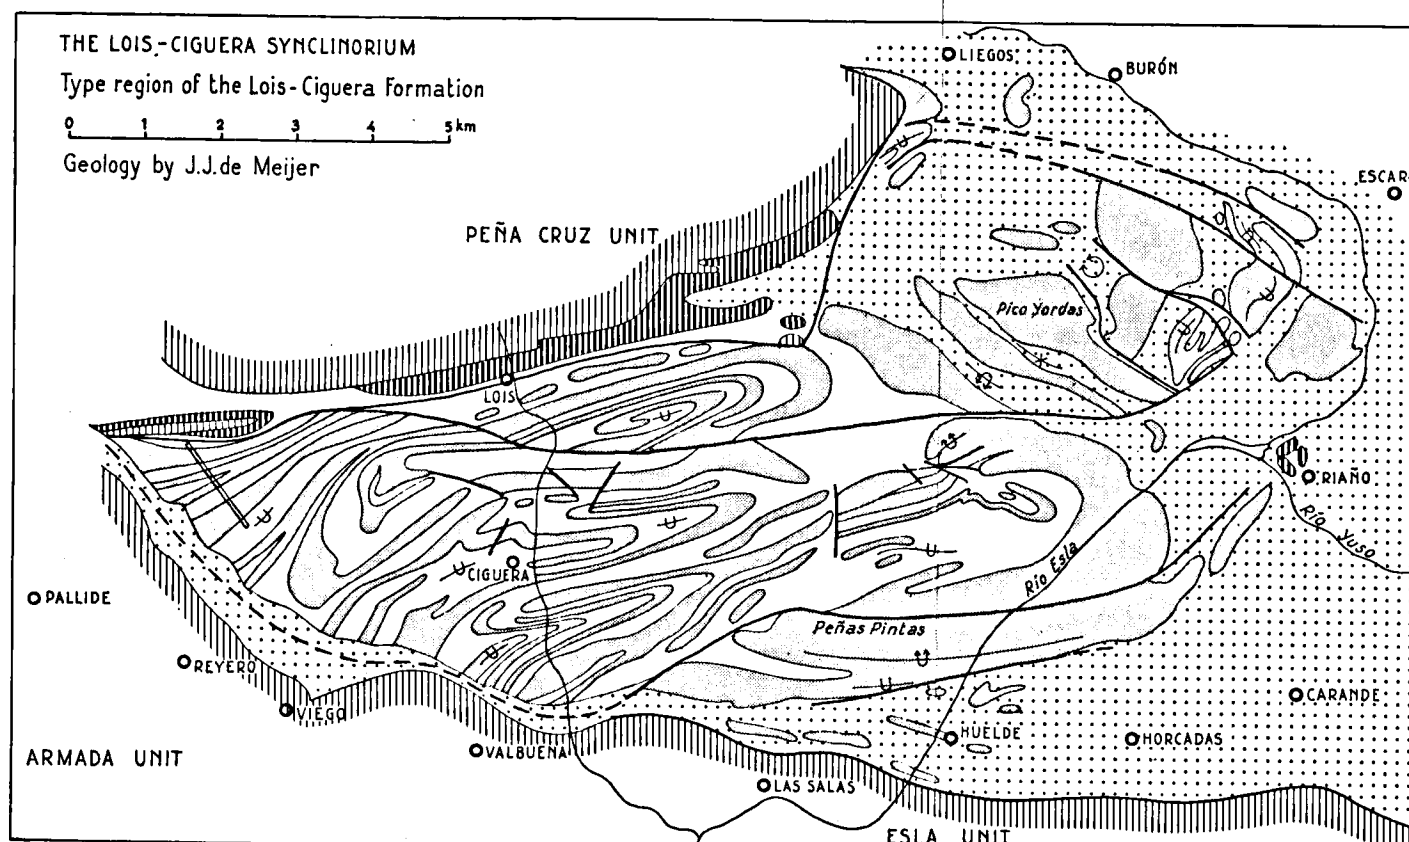 THE LOIS-CIGUERA SYNCLINORIUM
Type region of the Lois-Ciguera Formation
0 1 2 3 4 5 km
Geology by J.J. de Meijer
LIEGOS
BURÓN
ESCAR
PEÑA CRUZ UNIT
Pico Yordas
LOIS
RIAÑO
Río Yuso
CIGUERA
Río Esla
PALLIDE
Peñas Pintas
REYERO
CARANDE
VIEGO
HUELDE
HORCADAS
ARMADA UNIT
VALBUENA
LAS SALAS
ESLA UNIT